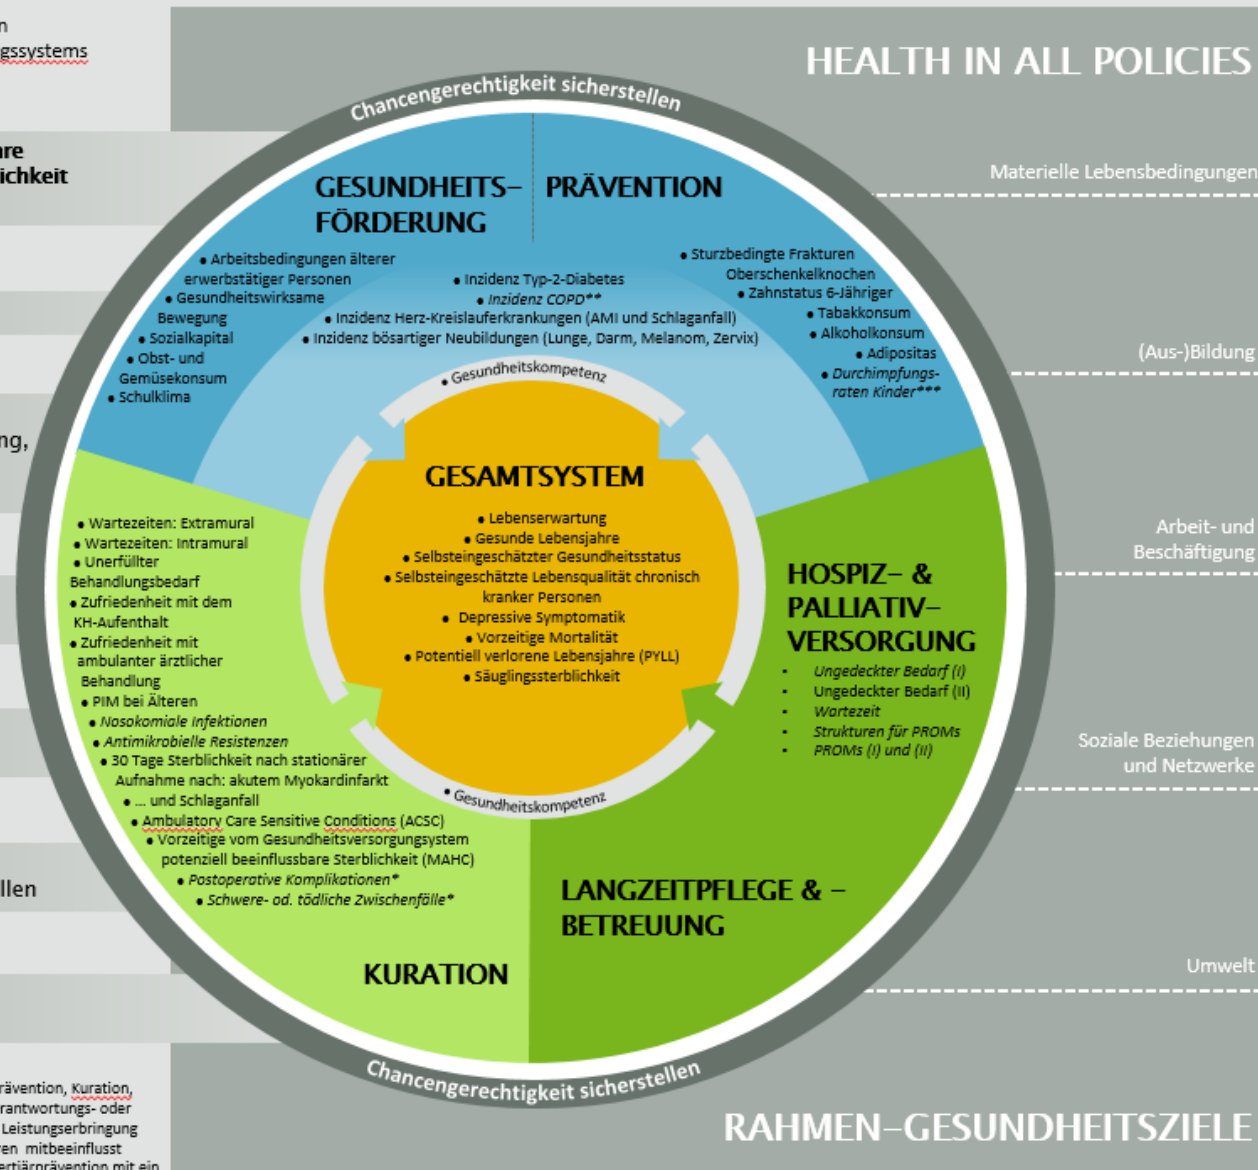 n
gssystems
HEALTH IN ALL POLICIES
Chancengerechtigkeit sicherstellen
are
ichkeit
Materielle Lebensbedingungen
GESUNDHEITS-
FÖRDERUNG
PRÄVENTION
• Arbeitsbedingungen älterer
erwerbstätiger Personen
• Gesundheitswirksame
Bewegung
• Sozialkapital
• Obst- und
Gemüsekonsum
• Schulklima
• Inzidenz Typ-2-Diabetes
• Inzidenz COPD**
• Inzidenz Herz-Kreislauferkrankungen (AMI und Schlaganfall)
• Inzidenz bösartiger Neubildungen (Lunge, Darm, Melanom, Zervix)
• Sturzbedingte Frakturen
Oberschenkelknochen
• Zahnstatus 6-Jähriger
• Tabakkonsum
• Alkoholkonsum
• Adipositas
• Durchimpfungs-
raten Kinder***
(Aus-)Bildung
• Gesundheitskompetenz
ng,
GESAMTSYSTEM
• Lebenserwartung
• Gesunde Lebensjahre
• Selbsteingeschätzter Gesundheitsstatus
• Selbsteingeschätzte Lebensqualität chronisch
kranker Personen
• Depressive Symptomatik
• Vorzeitige Mortalität
• Potentiell verlorene Lebensjahre (PYLL)
• Säuglingssterblichkeit
• Gesundheitskompetenz
Arbeit- und
Beschäftigung
• Wartezeiten: Extramural
• Wartezeiten: Intramural
• Unerfüllter
Behandlungsbedarf
• Zufriedenheit mit dem
KH-Aufenthalt
• Zufriedenheit mit
ambulanter ärztlicher
Behandlung
• PIM bei Älteren
• Nosokomiale Infektionen
• Antimikrobielle Resistenzen
• 30 Tage Sterblichkeit nach stationärer
Aufnahme nach: akutem Myokardinfarkt
• ... und Schlaganfall
• Ambulatory Care Sensitive Conditions (ACSC)
• Vorzeitige vom Gesundheitsversorgungsystem
potenziell beeinflussbare Sterblichkeit (MAHC)
• Postoperative Komplikationen*
• Schwere- od. tödliche Zwischenfälle*
KURATION
HOSPIZ- &
PALLIATIV-
VERSORGUNG
• Ungedeckter Bedarf (I)
• Ungedeckter Bedarf (II)
• Wartezeit
• Strukturen für PROMs
• PROMs (I) und (II)
Soziale Beziehungen
und Netzwerke
LANGZEITPFLEGE & -
BETREUUNG
llen
Umwelt
Chancengerechtigkeit sicherstellen
rävention, Kuration,
rantwortungs- oder
Leistungserbringung
en mitbeeinflusst
ertiärprävention mit ein
RAHMEN-GESUNDHEITSZIELE